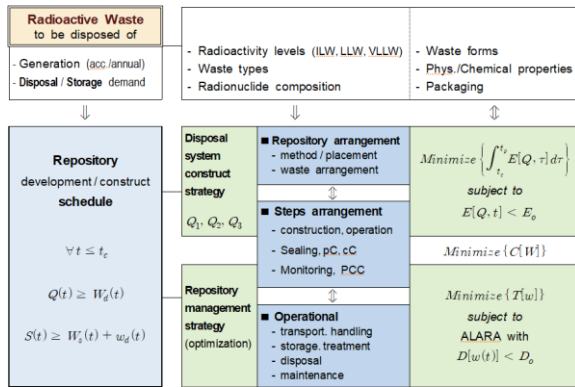 Radioactive Waste
to be disposed of
- Generation (acc./annual)
- Disposal / Storage demand
- Radioactivity levels (ILW, LLW, VLLW)
- Waste types
- Radionuclide composition
- Waste forms
- Phys./Chemical properties
- Packaging
Repository
development / construct
schedule
∀t ≤ t_c
Q(t) ≥ W_d(t)
S(t) ≥ W_s(t) + w_d(t)
Disposal
system
construct
strategy
Q₁, Q₂, Q₃
Repository
management
strategy
(optimization)
■ Repository arrangement
- method / placement
- waste arrangement
■ Steps arrangement
- construction, operation
- Sealing, pC, cC
- Monitoring, PCC
■ Operational
- transport. handling
- storage. treatment
- disposal
- maintenance
Minimize {∫_{t_c}^{t_p} E[Q, τ] dτ}
subject to
E[Q, t] < E_o
Minimize {C[W]}
Minimize {T[w]}
subject to
ALARA with
D[w(t)] < D_o